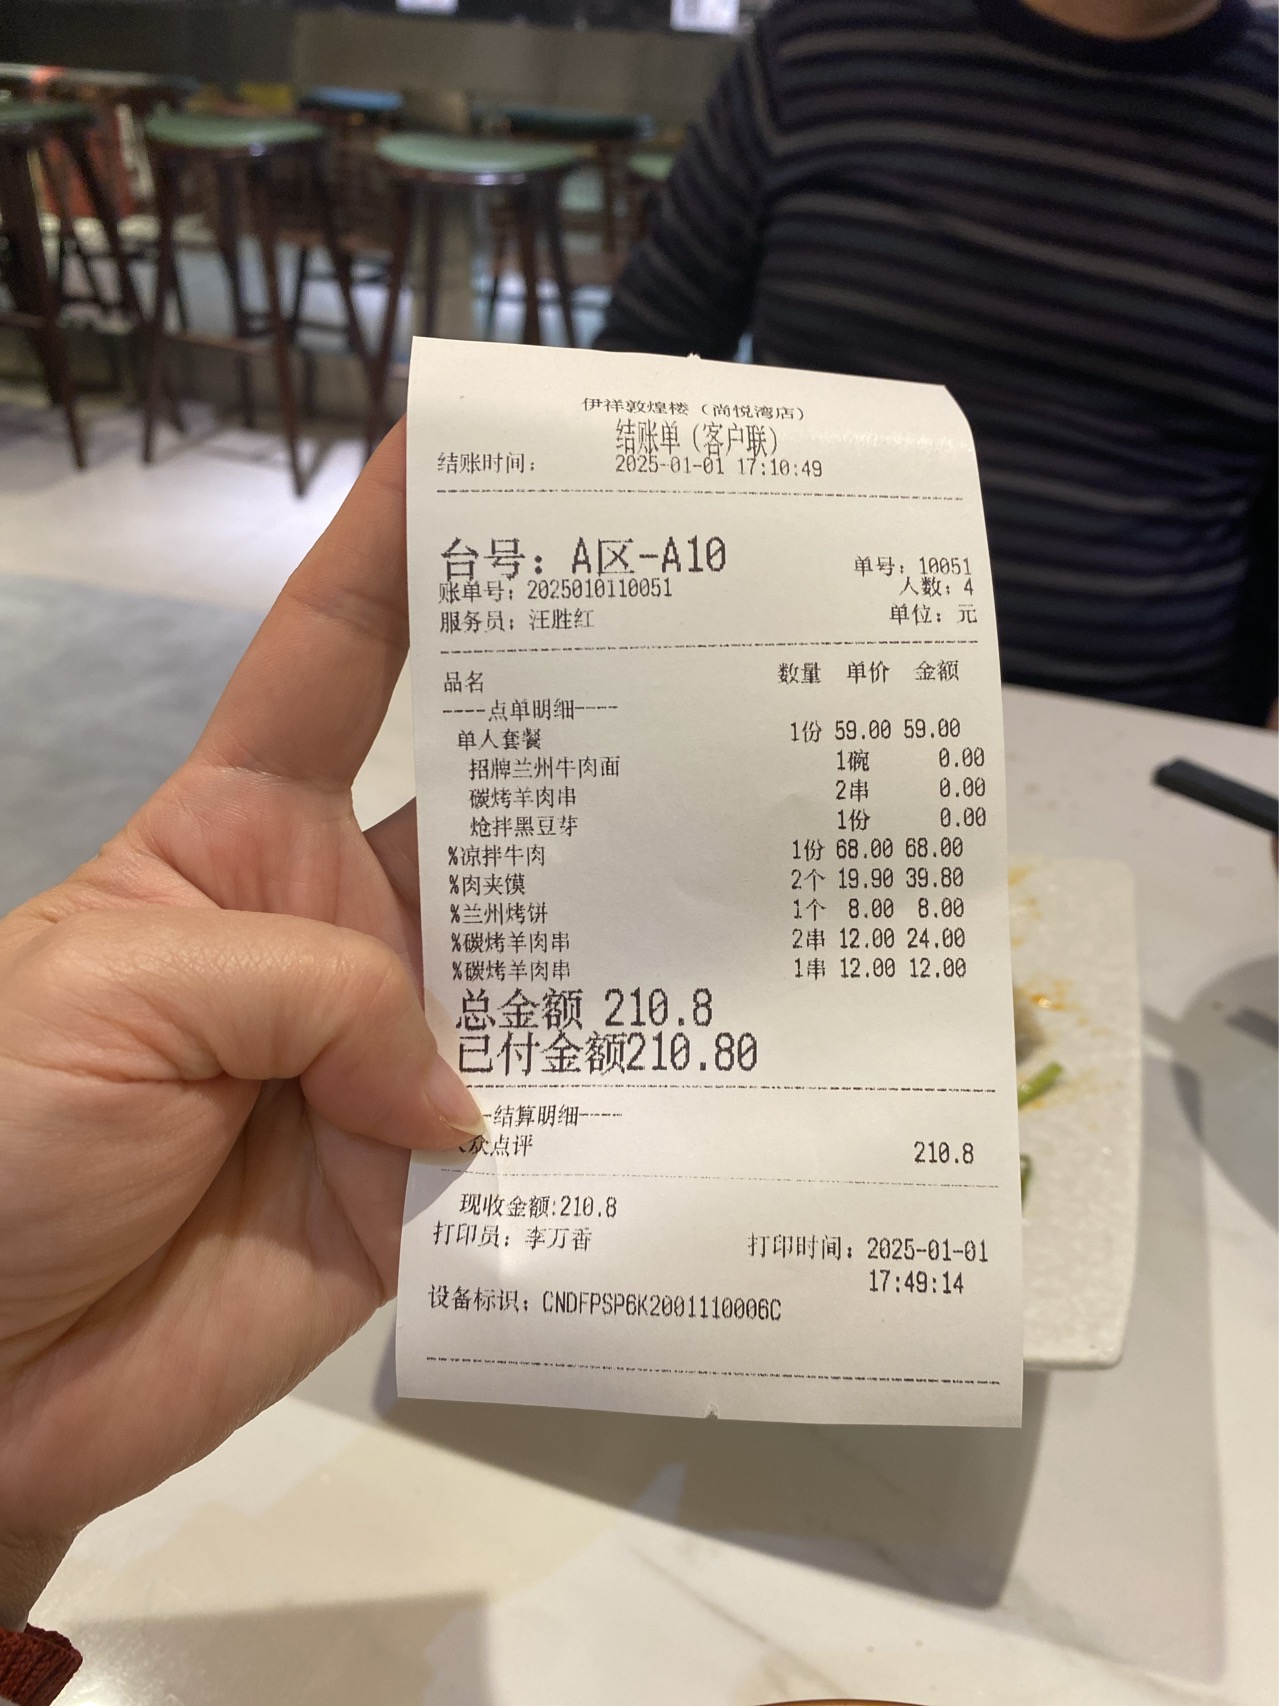 伊祥敦煌楼（尚悦湾店）
结账单（客户联）
结账时间： 2025-01-01 17:10:49
台号：A区-A10 单号：10051
账单号：2025010110051 人数：4
服务员：汪胜红 单位：元
品名 数量 单价 金额
----点单明细----
单人套餐 1份 59.00 59.00
招牌兰州牛肉面 1碗 0.00
碳烤羊肉串 2串 0.00
炝拌黑豆芽 1份 0.00
%凉拌牛肉 1份 68.00 68.00
%肉夹馍 2个 19.90 39.80
%兰州烤饼 1个 8.00 8.00
%碳烤羊肉串 2串 12.00 24.00
%碳烤羊肉串 1串 12.00 12.00
总金额 210.8
已付金额210.80
-结算明细----
众点评 210.8
现收金额:210.8
打印员：李万香 打印时间：2025-01-01
17:49:14
设备标识：CNDFPSP6K2001110006C